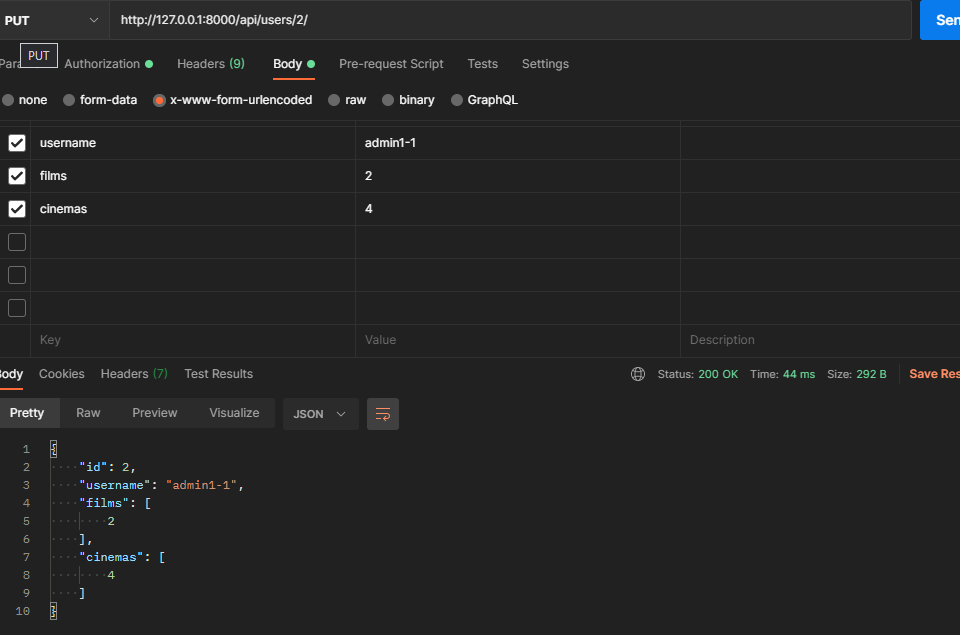 PUT
http://127.0.0.1:8000/api/users/2/
Sen
Para
PUT
Authorization
Headers (9)
Body
Pre-request Script
Tests
Settings
none
form-data
x-www-form-urlencoded
raw
binary
GraphQL
username admin1-1
films 2
cinemas 4
Key Value Description
Body Cookies Headers (7) Test Results
Status: 200 OK Time: 44 ms Size: 292 B Save Res
Pretty Raw Preview Visualize JSON
1 {
2 "id": 2,
3 "username": "admin1-1",
4 "films": [
5 2
6 ],
7 "cinemas": [
8 4
9 ]
10 }